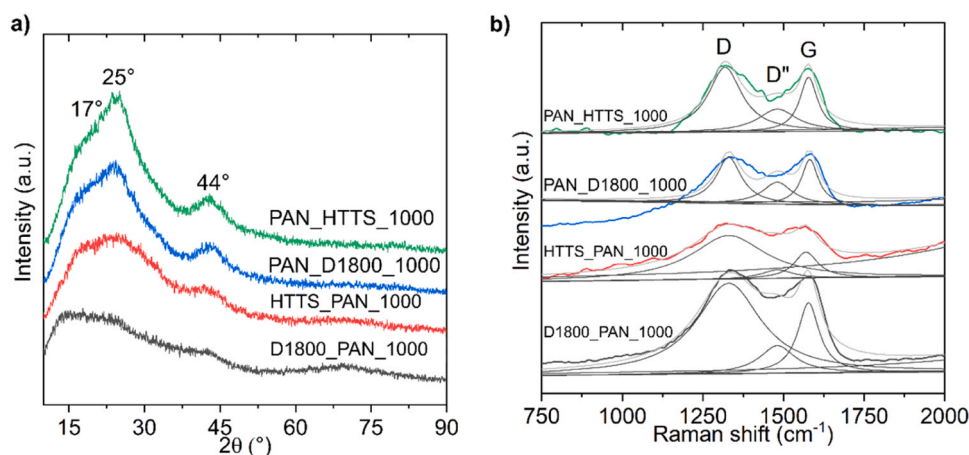 a)
25°
17°
44°
PAN_HTTS_1000
PAN_D1800_1000
HTTS_PAN_1000
D1800_PAN_1000
Intensity (a.u.)
15 30 45 60 75 90
2θ (°)
b)
D
D"
G
PAN_HTTS_1000
PAN_D1800_1000
HTTS_PAN_1000
D1800_PAN_1000
Intensity (a.u.)
750 1000 1250 1500 1750 2000
Raman shift (cm⁻¹)